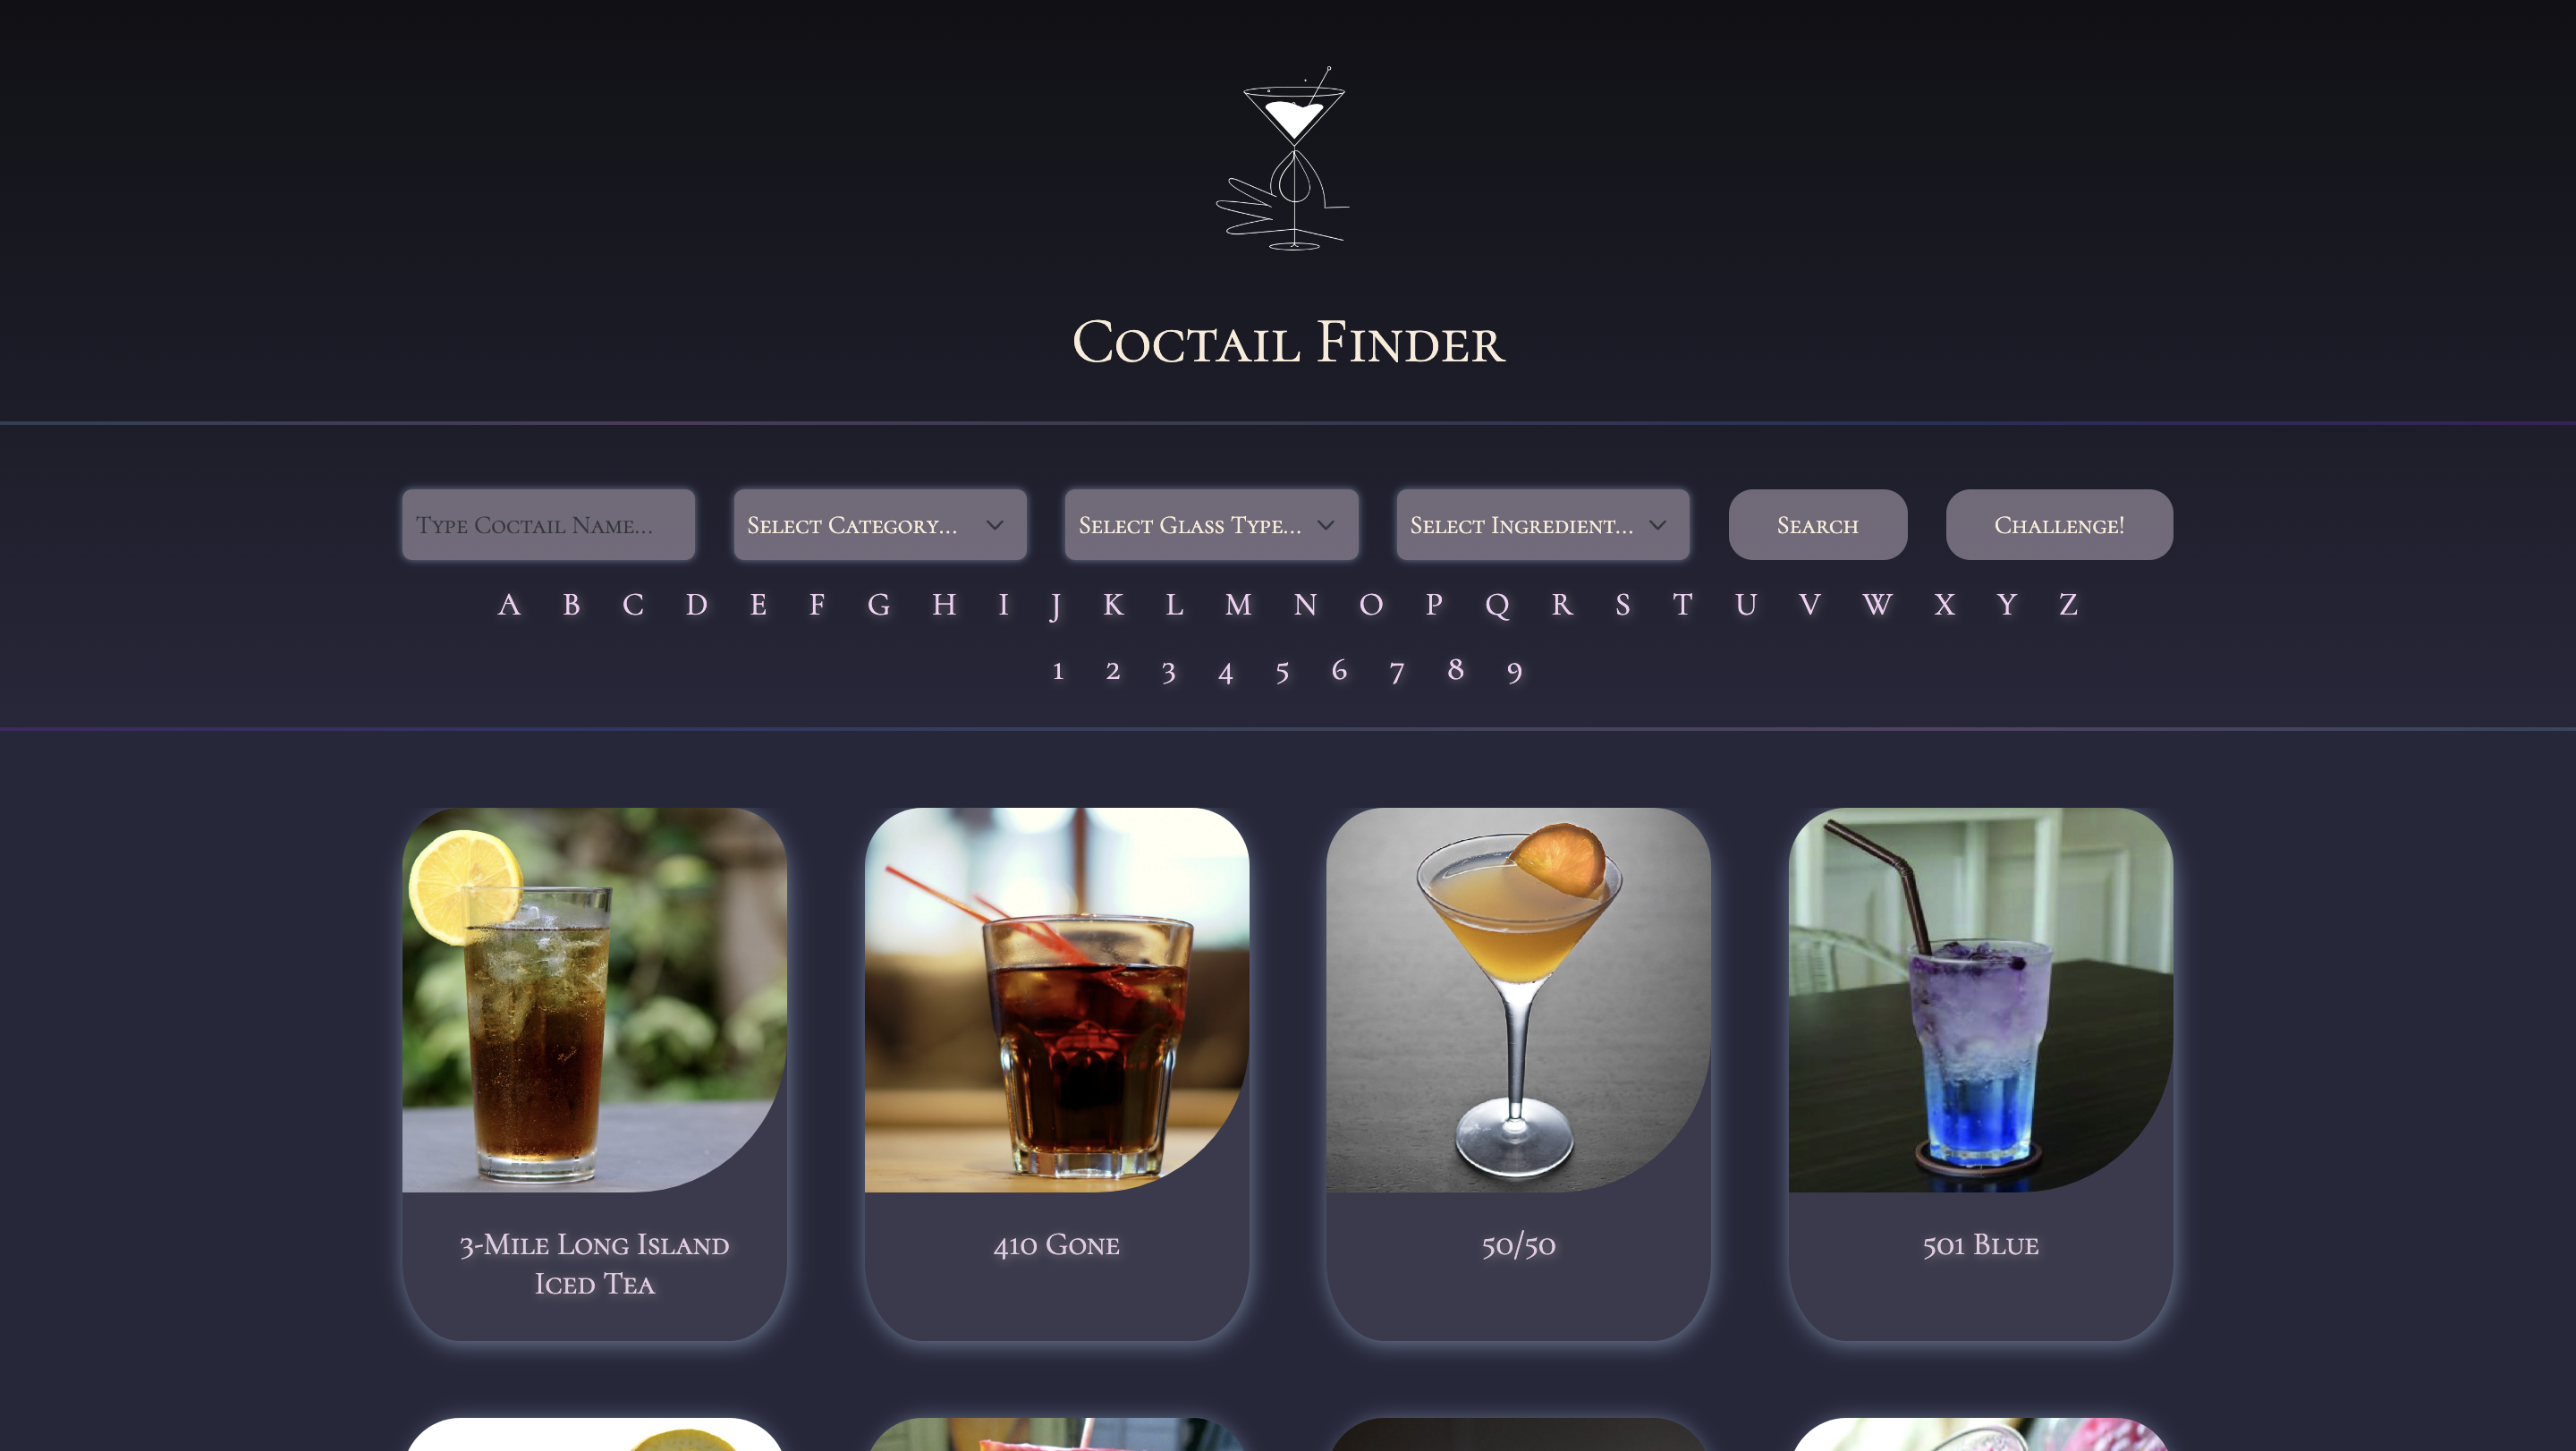 Coctail Finder
Type Coctail Name...
Select Category...
Select Glass Type...
Select Ingredient...
Search
Challenge!
A B C D E F G H I J K L M N O P Q R S T U V W X Y Z
1 2 3 4 5 6 7 8 9
3-Mile Long Island
Iced Tea
410 Gone
50/50
501 Blue